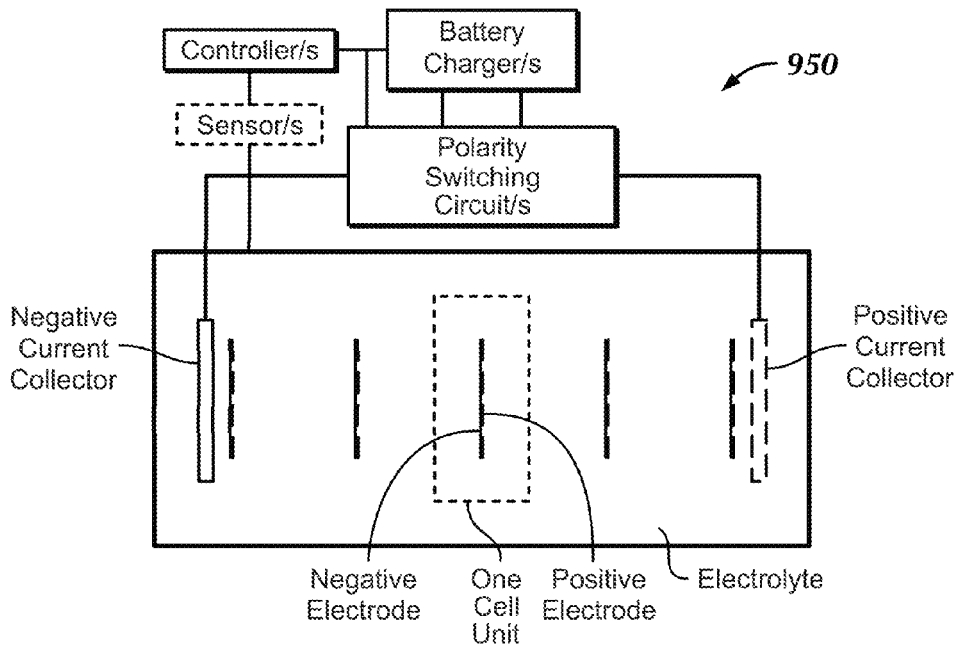 Controller/s
Battery
Charger/s
950
Sensor/s
Polarity
Switching
Circuit/s
Negative
Current
Collector
Positive
Current
Collector
Negative
Electrode
One
Cell
Unit
Positive
Electrode
Electrolyte